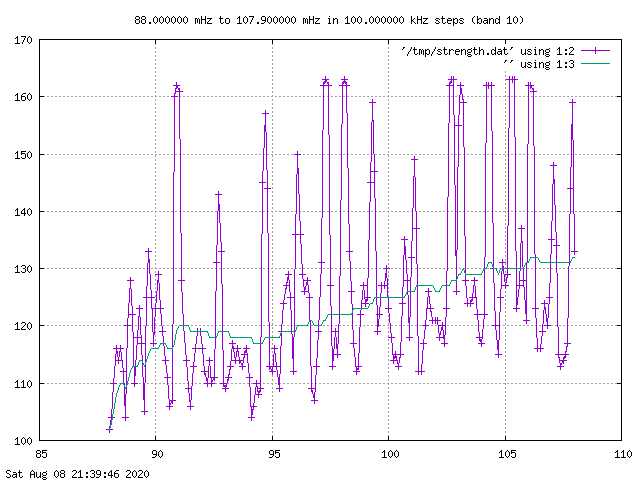 88.000000 mHz to 107.900000 mHz in 100.000000 kHz steps (band 10)
170
'/tmp/strength.dat' using 1:2
'' using 1:3
160
150
140
130
120
110
100
85 90 95 100 105 110
Sat Aug 08 21:39:46 2020